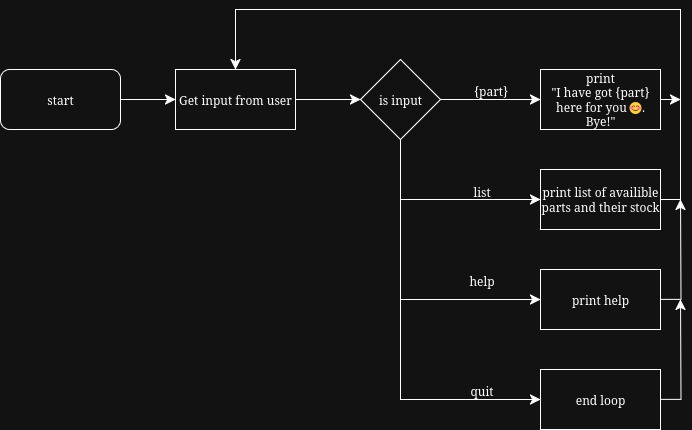 start
Get input from user
is input
{part}
print
"I have got {part}
here for you😊.
Bye!"
list
print list of availible
parts and their stock
help
print help
quit
end loop